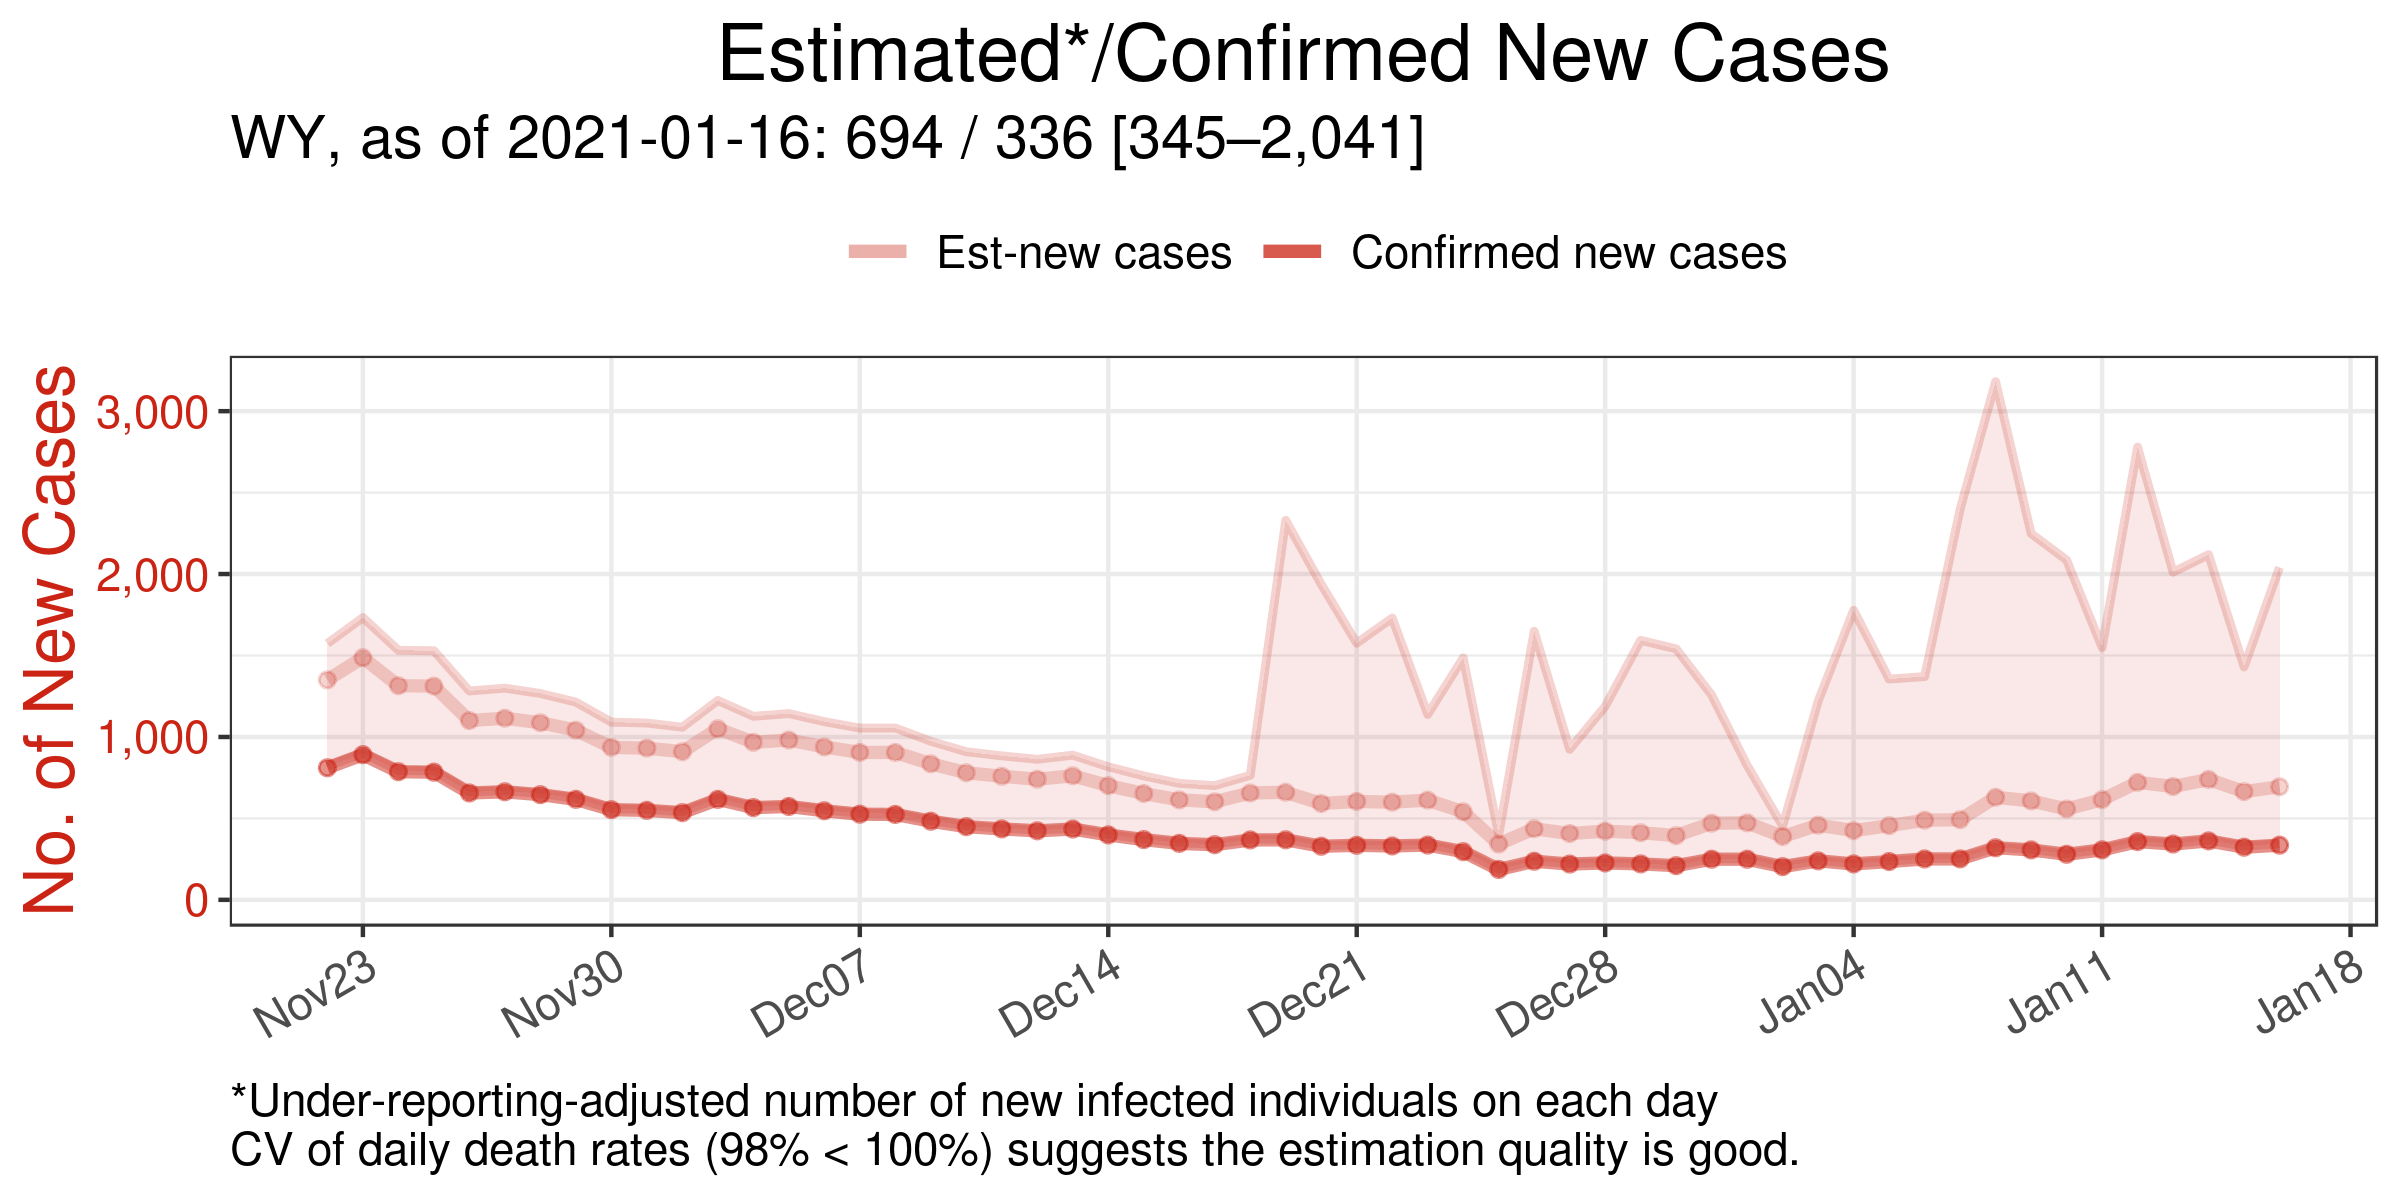 Estimated*/Confirmed New Cases
WY, as of 2021-01-16: 694 / 336 [345–2,041]
Est-new cases
Confirmed new cases
No. of New Cases
3,000
2,000
1,000
0
Nov23
Nov30
Dec07
Dec14
Dec21
Dec28
Jan04
Jan11
Jan18
*Under-reporting-adjusted number of new infected individuals on each day
CV of daily death rates (98% < 100%) suggests the estimation quality is good.